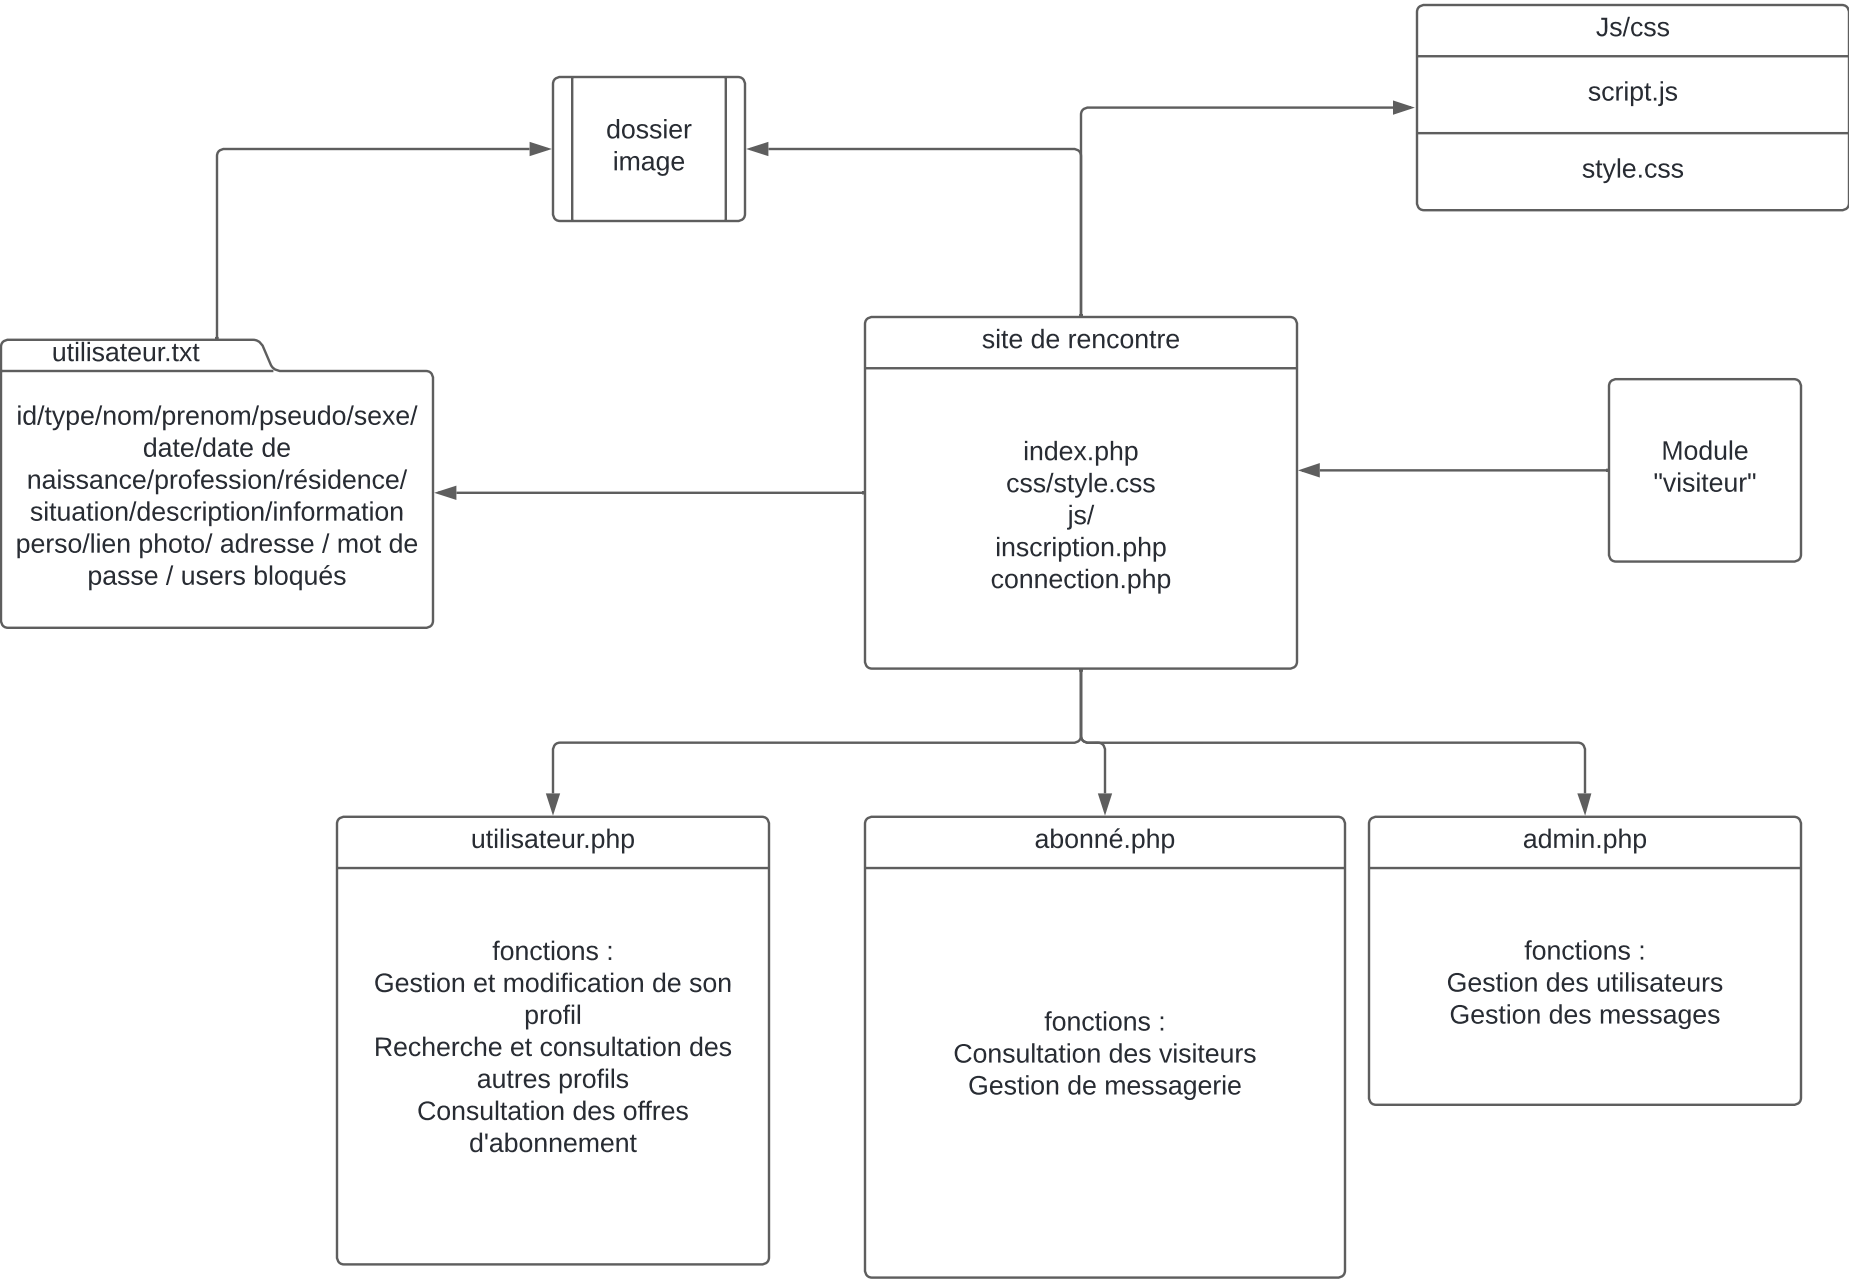 Js/css
script.js
style.css
dossier
image
utilisateur.txt
id/type/nom/prenom/pseudo/sexe/
date/date de
naissance/profession/résidence/
situation/description/information
perso/lien photo/ adresse / mot de
passe / users bloqués
site de rencontre
index.php
css/style.css
js/
inscription.php
connection.php
Module
"visiteur"
utilisateur.php
fonctions :
Gestion et modification de son
profil
Recherche et consultation des
autres profils
Consultation des offres
d'abonnement
abonné.php
fonctions :
Consultation des visiteurs
Gestion de messagerie
admin.php
fonctions :
Gestion des utilisateurs
Gestion des messages